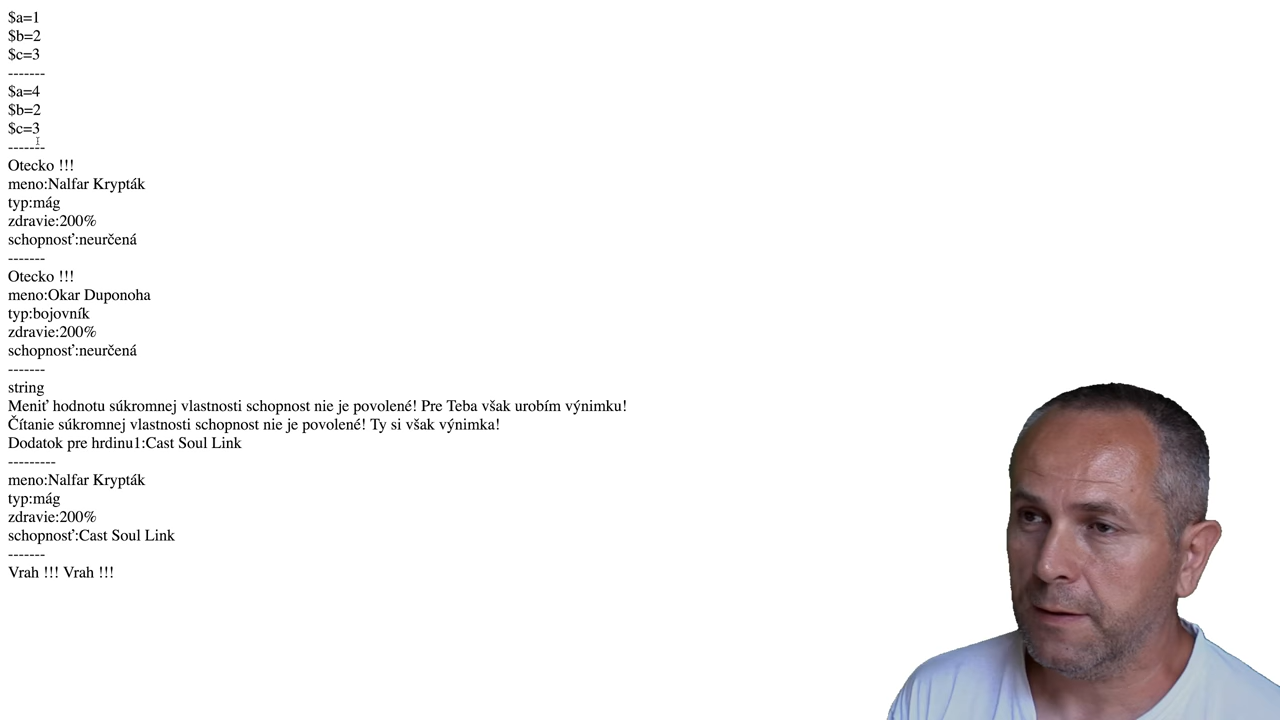 $a=1
$b=2
$c=3
-------
$a=4
$b=2
$c=3
-------
Otecko !!!
meno:Nalfar Krypták
typ:mág
zdravie:200%
schopnosť:neurčená
-------
Otecko !!!
meno:Okar Duponoha
typ:bojovník
zdravie:200%
schopnosť:neurčená
-------
string
Meniť hodnotu súkromnej vlastnosti schopnost nie je povolené! Pre Teba však urobím výnimku!
Čítanie súkromnej vlastnosti schopnost nie je povolené! Ty si však výnimka!
Dodatok pre hrdinu1:Cast Soul Link
---------
meno:Nalfar Krypták
typ:mág
zdravie:200%
schopnosť:Cast Soul Link
-------
Vrah !!! Vrah !!!